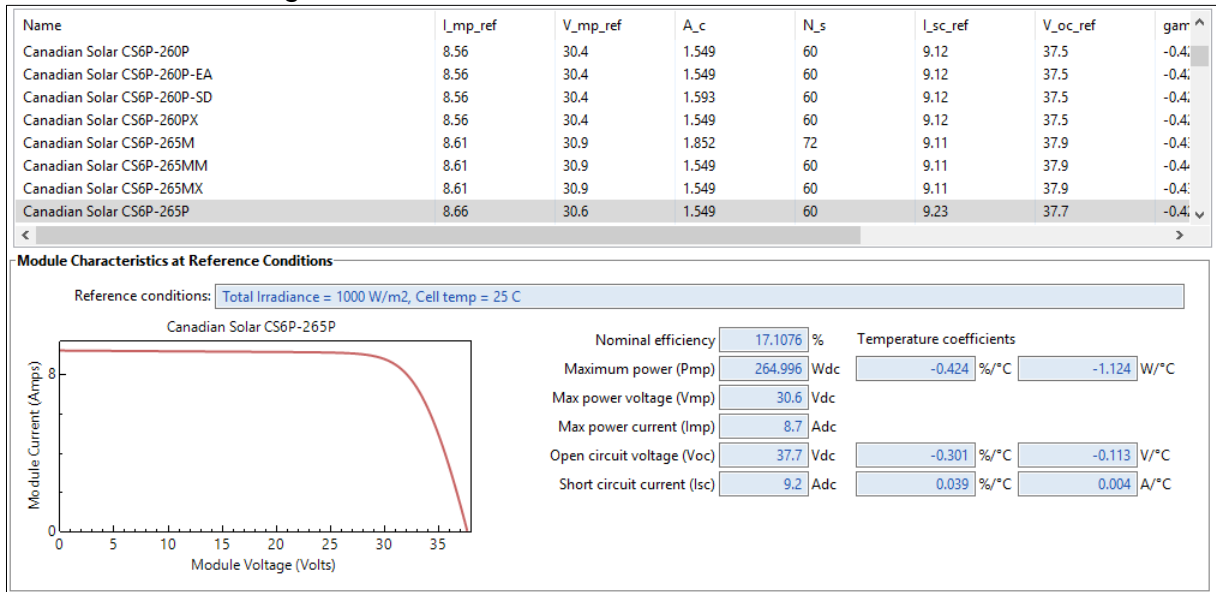 Name I_mp_ref V_mp_ref A_c N_s I_sc_ref V_oc_ref gam
Canadian Solar CS6P-260P 8.56 30.4 1.549 60 9.12 37.5 -0.42
Canadian Solar CS6P-260P-EA 8.56 30.4 1.549 60 9.12 37.5 -0.42
Canadian Solar CS6P-260P-SD 8.56 30.4 1.593 60 9.12 37.5 -0.42
Canadian Solar CS6P-260PX 8.56 30.4 1.549 60 9.12 37.5 -0.42
Canadian Solar CS6P-265M 8.61 30.9 1.852 72 9.11 37.9
Canadian Solar CS6P-265MM 8.61 30.9 1.549 60 9.11 37.9
Canadian Solar CS6P-265MX 8.61 30.9 1.549 60 9.11 37.9
Canadian Solar CS6P-265P 8.66 30.6 1.549 60 9.23 37.7 -0.42
Module Characteristics at Reference Conditions
Reference conditions: Total Irradiance = 1000 W/m2, Cell temp = 25 C
Canadian Solar CS6P-265P
Nominal efficiency 17.1076 % Temperature coefficients
Maximum power (Pmp) 264.996 Wdc -0.424 %/°C -1.124 W/°C
Max power voltage (Vmp) 30.6 Vdc
Max power current (Imp) 8.7 Adc
Open circuit voltage (Voc) 37.7 Vdc -0.301 %/°C -0.113 V/°C
Short circuit current (Isc) 9.2 Adc 0.039 %/°C 0.004 A/°C
Module Current (Amps)
8
0
0 5 10 15 20 25 30 35
Module Voltage (Volts)